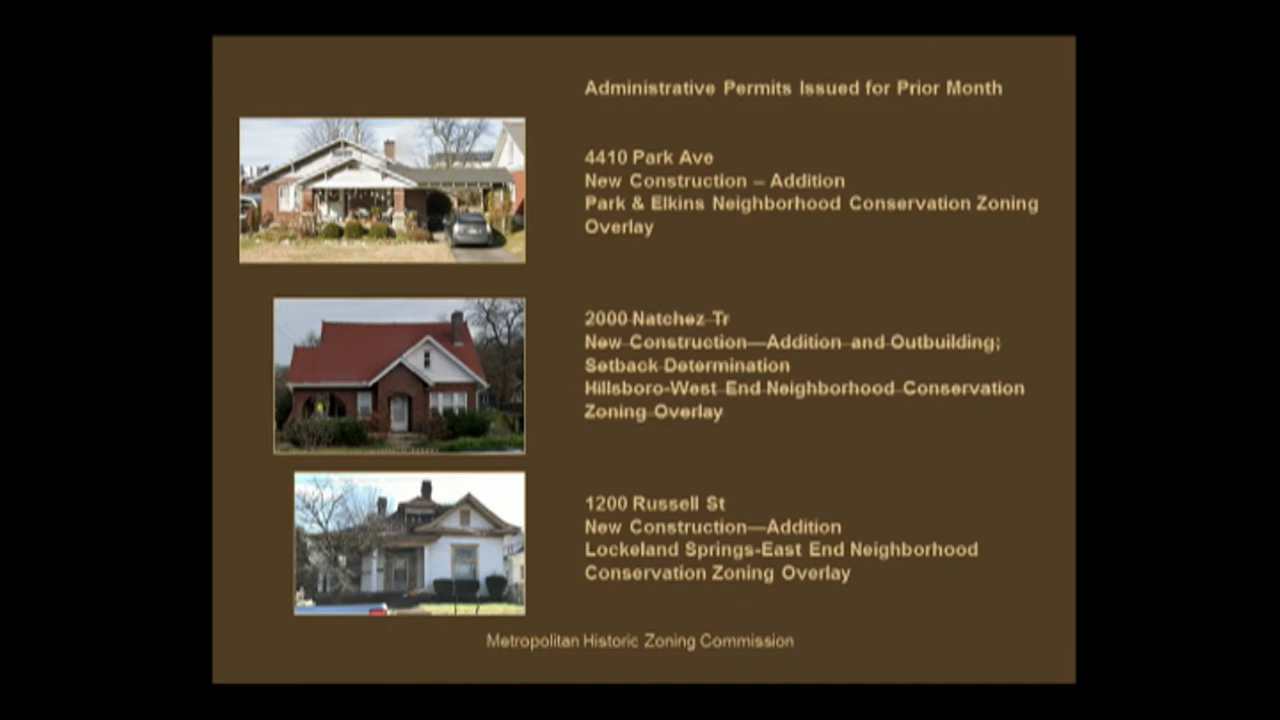 Administrative Permits Issued for Prior Month
4410 Park Ave
New Construction – Addition
Park & Elkins Neighborhood Conservation Zoning
Overlay
2000 Natchez Tr
New Construction—Addition and Outbuilding;
Setback Determination
Hillsboro-West End Neighborhood Conservation
Zoning Overlay
1200 Russell St
New Construction—Addition
Lockeland Springs-East End Neighborhood
Conservation Zoning Overlay
Metropolitan Historic Zoning Commission